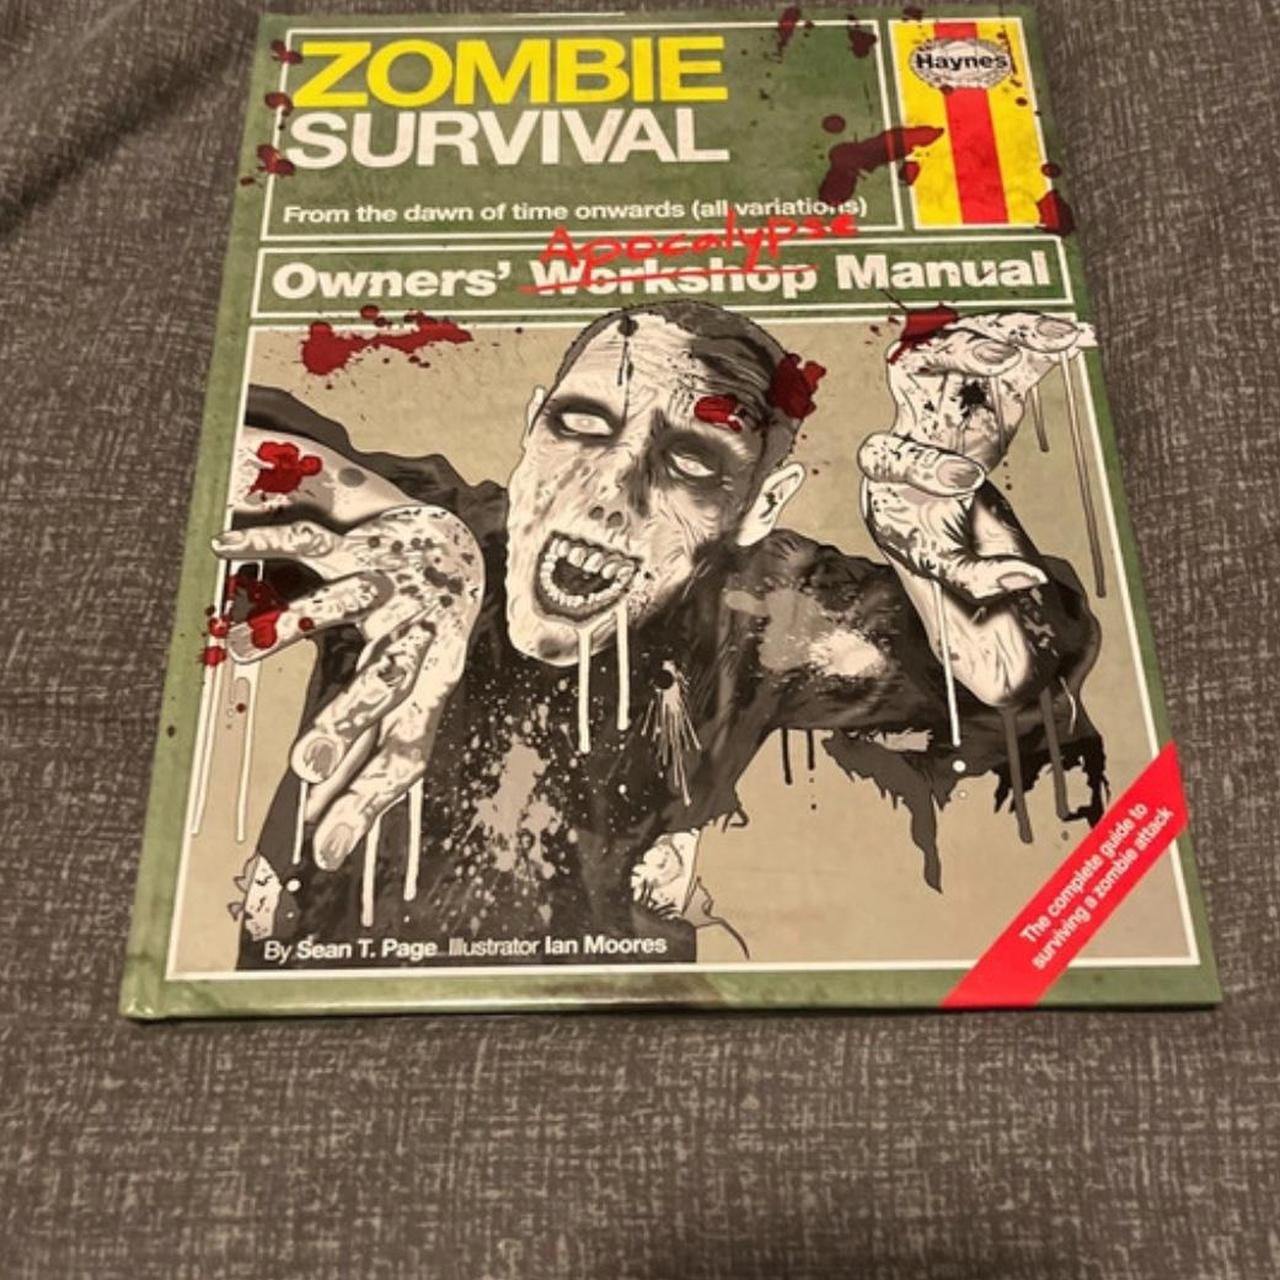 ZOMBIE
Haynes
SURVIVAL
From the dawn of time onwards (all variations)
Apocalypse
Owners' Workshop Manual
The complete guide to
surviving a zombie attack
By Sean T. Page Illustrator Ian Moores